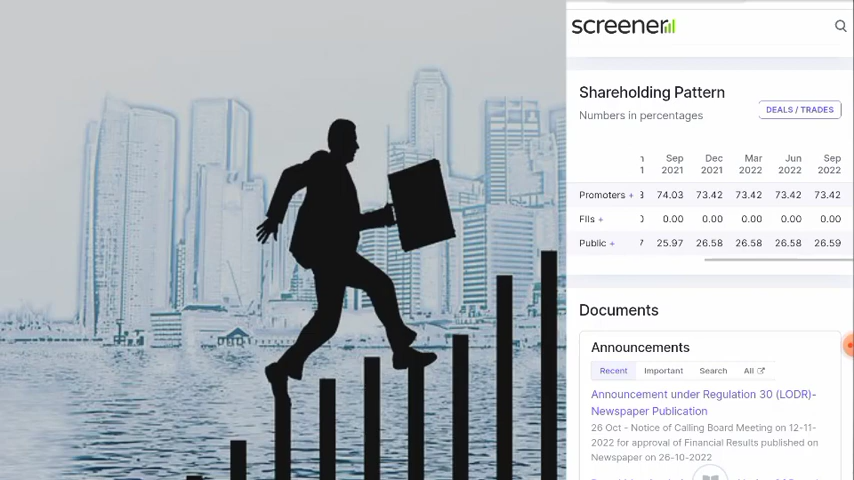 screener
Shareholding Pattern
Numbers in percentages
DEALS / TRADES
Sep Dec Mar Jun Sep
2021 2021 2022 2022 2022
Promoters + 3 74.03 73.42 73.42 73.42 73.42
FIIs + 0.00 0.00 0.00 0.00 0.00
Public + 7 25.97 26.58 26.58 26.58 26.59
Documents
Announcements
Recent Important Search All
Announcement under Regulation 30 (LODR)-
Newspaper Publication
26 Oct - Notice of Calling Board Meeting on 12-11-
2022 for approval of Financial Results published on
Newspaper on 26-10-2022